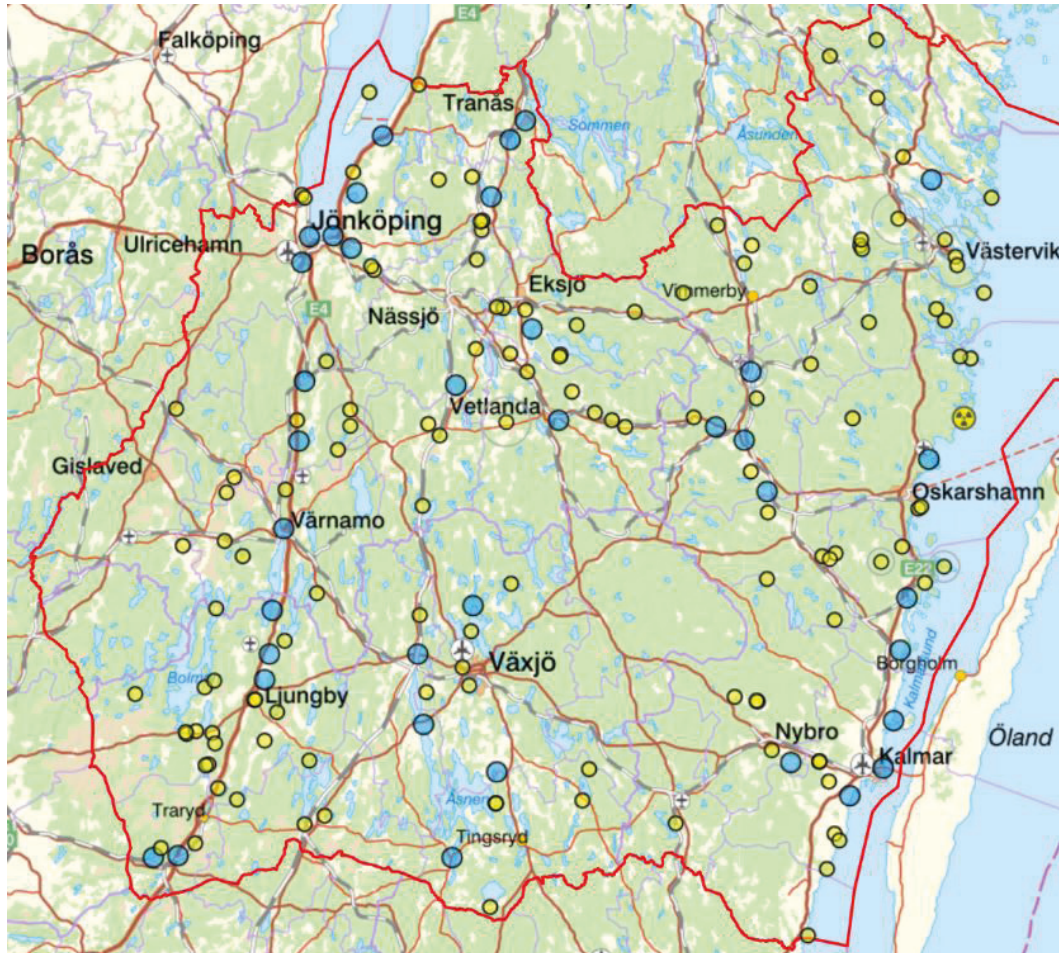 E4
Falköping
Tranås
Sommen
Åsunden
Jönköping
Ulricehamn
Borås
Västervik
Eksjö
Vimmerby
E4
Nässjö
Vetlanda
Gislaved
Oskarshamn
Värnamo
E22
Kalmarsund
Växjö
Borgholm
Bolmen
Ljungby
Nybro
Öland
Kalmar
Åsnen
Traryd
Tingsryd